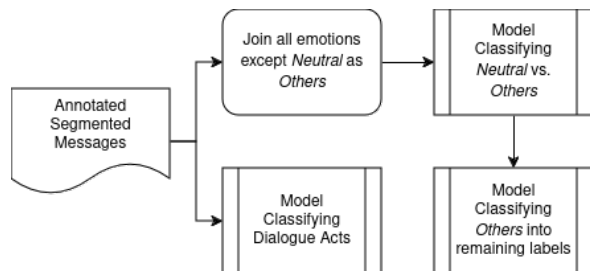 Join all emotions
except Neutral as
Others
Model
Classifying
Neutral vs.
Others
Annotated
Segmented
Messages
Model
Classifying
Dialogue Acts
Model
Classifying
Others into
remaining labels